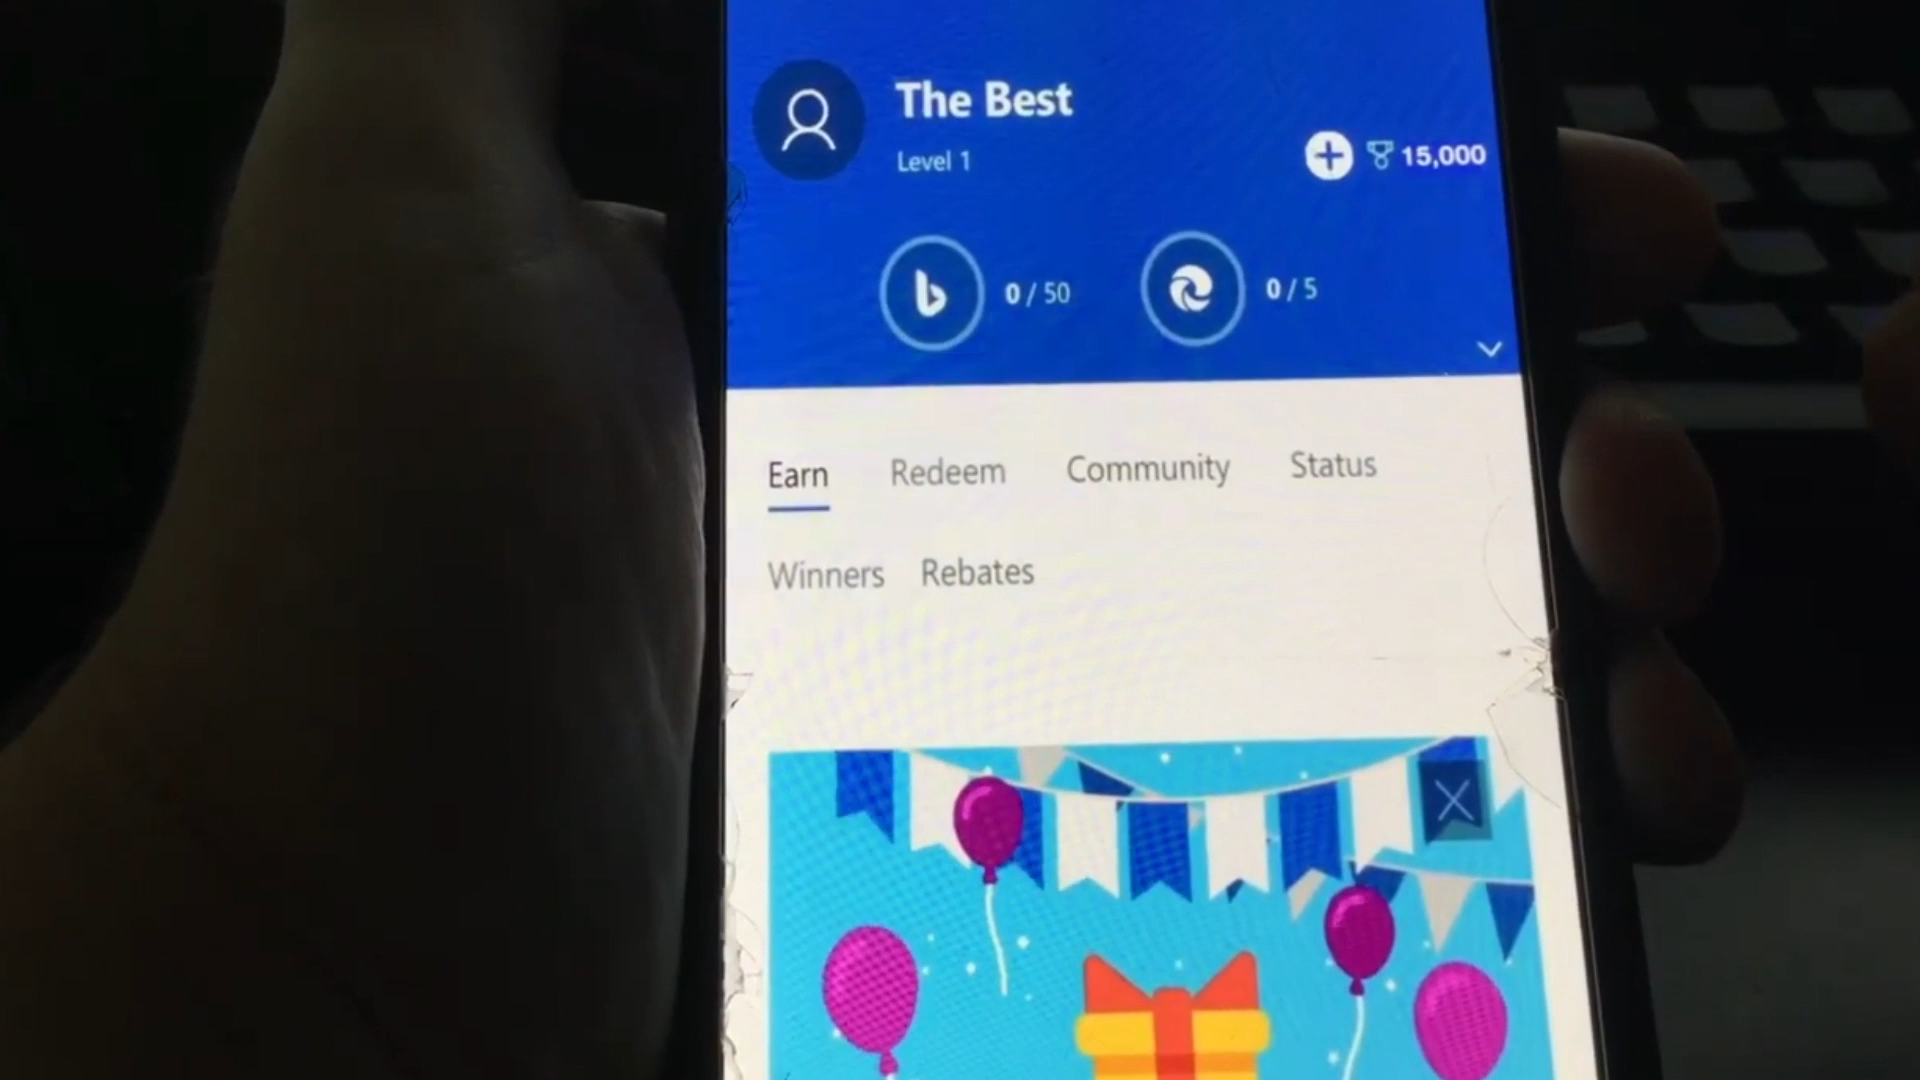 The Best
Level 1
15,000
0 / 50
0 / 5
Earn Redeem Community Status
Winners Rebates